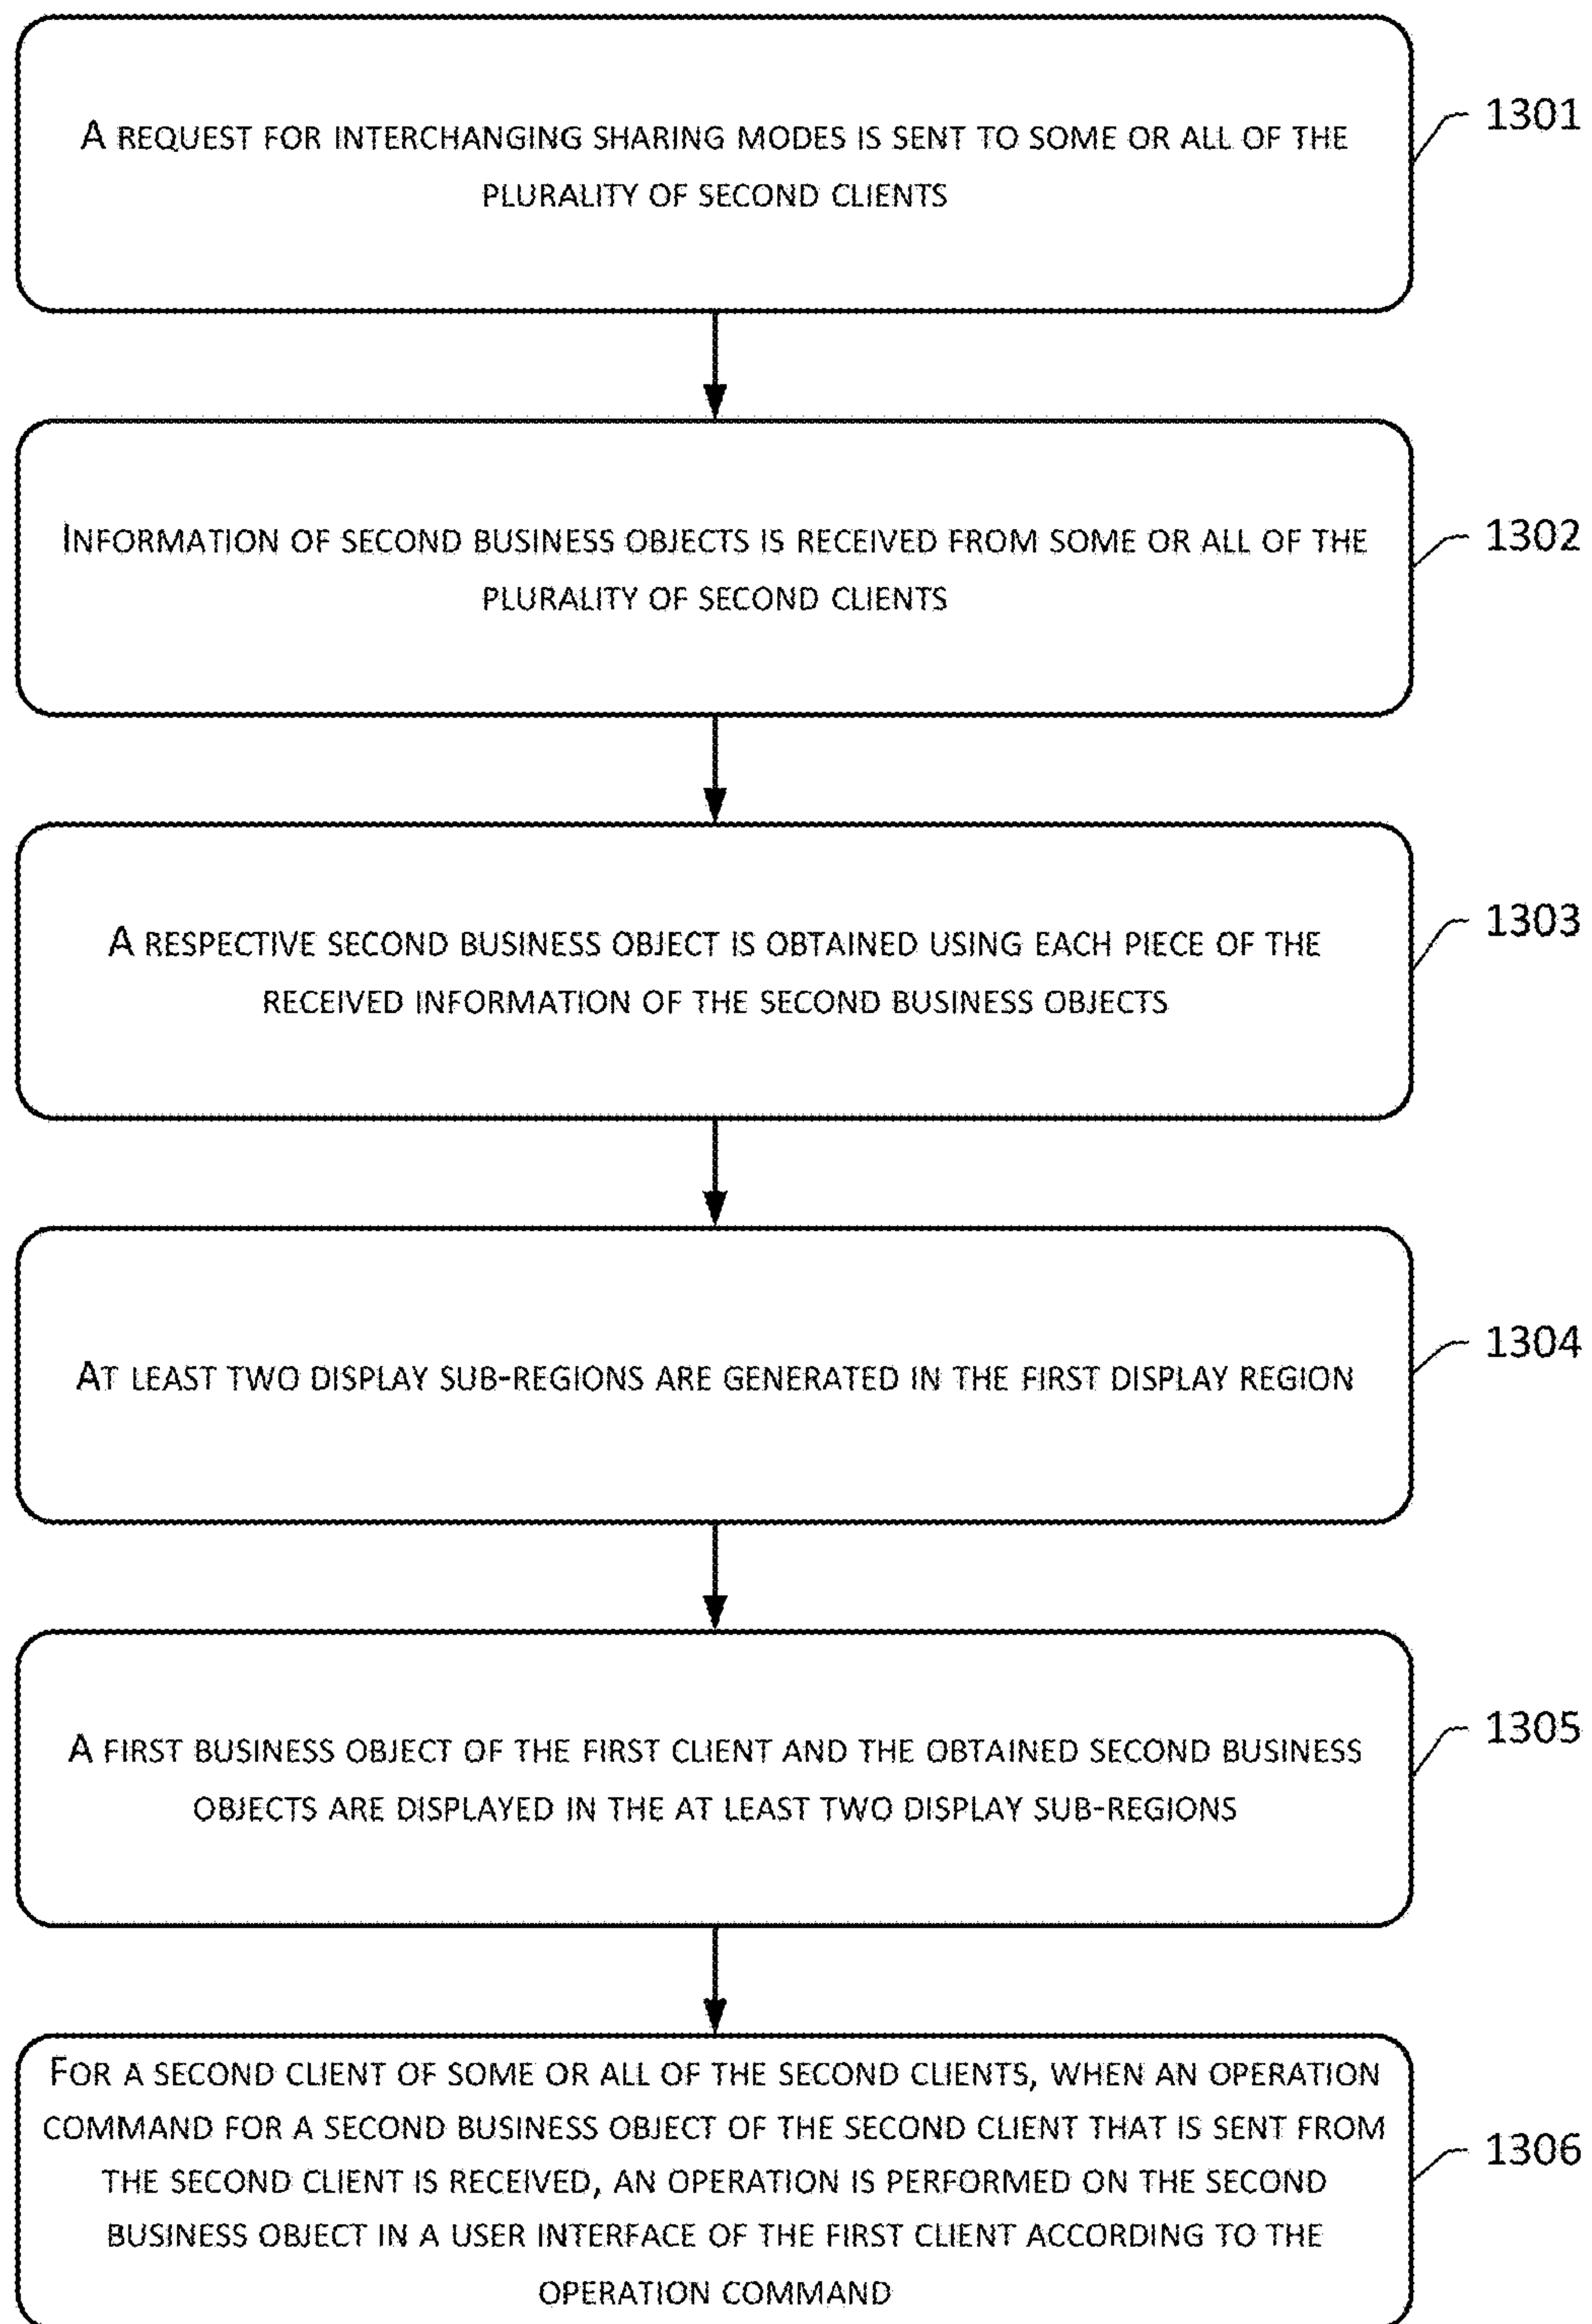 A REQUEST FOR INTERCHANGING SHARING MODES IS SENT TO SOME OR ALL OF THE
PLURALITY OF SECOND CLIENTS
1301
INFORMATION OF SECOND BUSINESS OBJECTS IS RECEIVED FROM SOME OR ALL OF THE
PLURALITY OF SECOND CLIENTS
1302
A RESPECTIVE SECOND BUSINESS OBJECT IS OBTAINED USING EACH PIECE OF THE
RECEIVED INFORMATION OF THE SECOND BUSINESS OBJECTS
1303
AT LEAST TWO DISPLAY SUB-REGIONS ARE GENERATED IN THE FIRST DISPLAY REGION
1304
A FIRST BUSINESS OBJECT OF THE FIRST CLIENT AND THE OBTAINED SECOND BUSINESS
OBJECTS ARE DISPLAYED IN THE AT LEAST TWO DISPLAY SUB-REGIONS
1305
FOR A SECOND CLIENT OF SOME OR ALL OF THE SECOND CLIENTS, WHEN AN OPERATION
COMMAND FOR A SECOND BUSINESS OBJECT OF THE SECOND CLIENT THAT IS SENT FROM
THE SECOND CLIENT IS RECEIVED, AN OPERATION IS PERFORMED ON THE SECOND
BUSINESS OBJECT IN A USER INTERFACE OF THE FIRST CLIENT ACCORDING TO THE
OPERATION COMMAND
1306